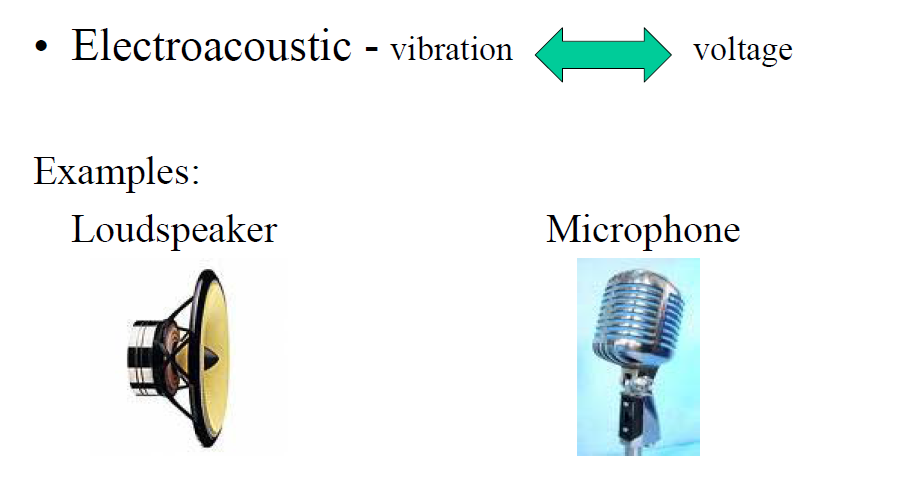 • Electroacoustic - vibration voltage
Examples:
Loudspeaker Microphone